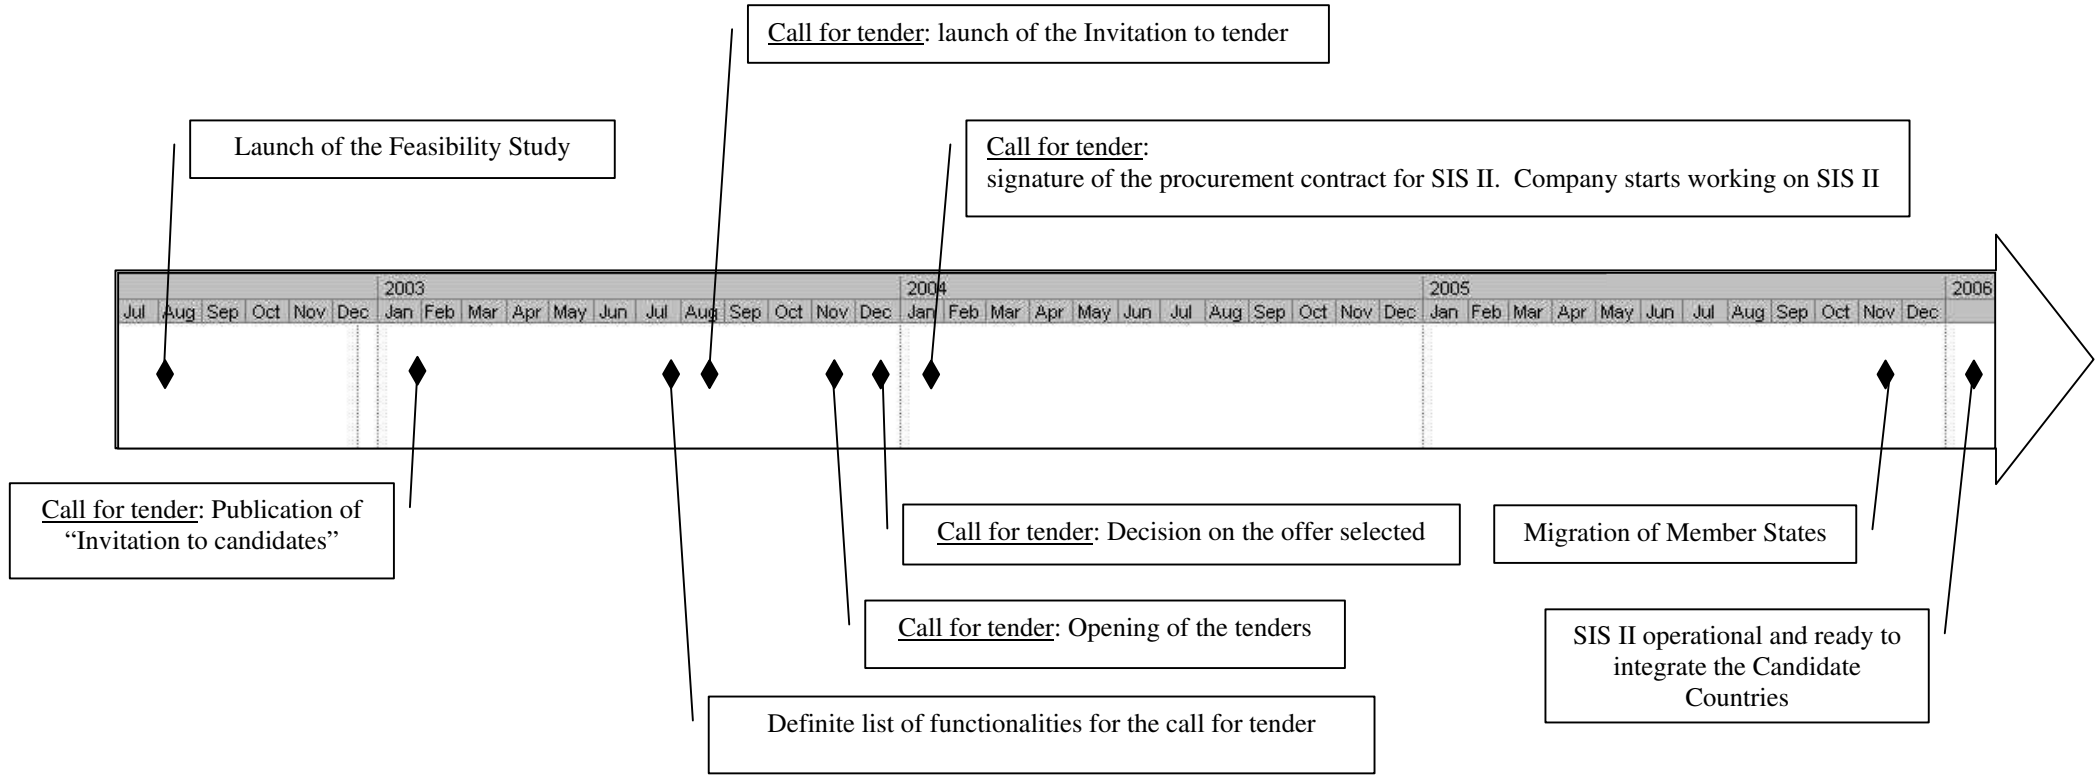 Call for tender: launch of the Invitation to tender
Launch of the Feasibility Study
Call for tender:
signature of the procurement contract for SIS II.  Company starts working on SIS II
2003 2004 2005 2006
Jul Aug Sep Oct Nov Dec Jan Feb Mar Apr May Jun Jul Aug Sep Oct Nov Dec Jan Feb Mar Apr May Jun Jul Aug Sep Oct Nov Dec Jan Feb Mar Apr May Jun Jul Aug Sep Oct Nov Dec
Call for tender: Publication of
“Invitation to candidates”
Call for tender: Decision on the offer selected
Migration of Member States
Call for tender: Opening of the tenders
SIS II operational and ready to
integrate the Candidate
Countries
Definite list of functionalities for the call for tender